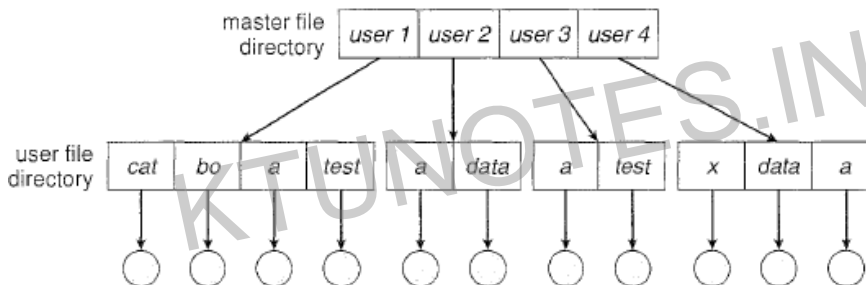 master file
directory
user 1 user 2 user 3 user 4
user file
directory
cat bo a test a data a test x data a
KTUNOTES.IN